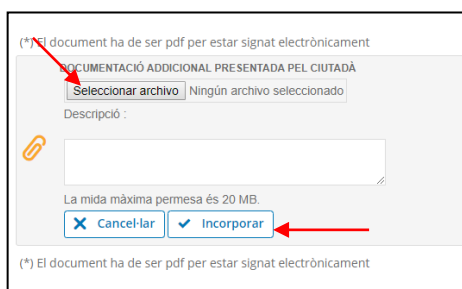 (*) El document ha de ser pdf per estar signat electrònicament
DOCUMENTACIÓ ADDICIONAL PRESENTADA PEL CIUTADÀ
Seleccionar archivo Ningún archivo seleccionado
Descripció :
La mida màxima permesa és 20 MB.
Cancel·lar Incorporar
(*) El document ha de ser pdf per estar signat electrònicament